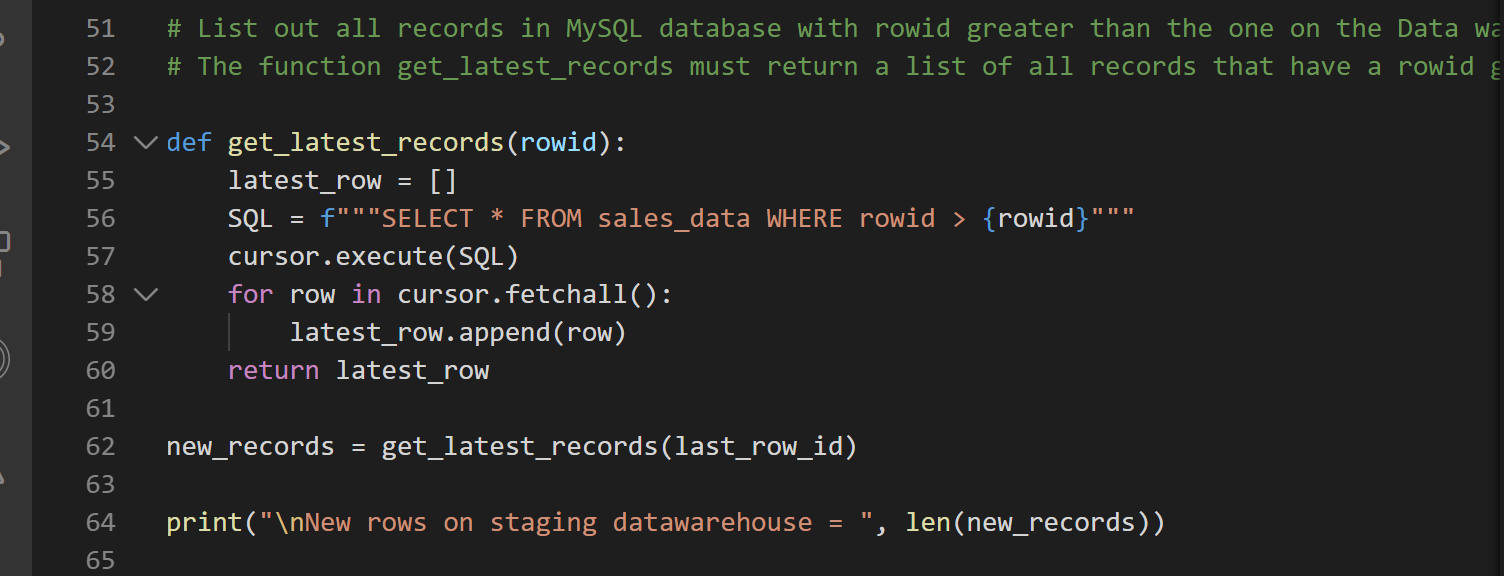 51 # List out all records in MySQL database with rowid greater than the one on the Data
52 # The function get_latest_records must return a list of all records that have a rowid
53
54 def get_latest_records(rowid):
55     latest_row = []
56     SQL = f"""SELECT * FROM sales_data WHERE rowid > {rowid}"""
57     cursor.execute(SQL)
58     for row in cursor.fetchall():
59         latest_row.append(row)
60     return latest_row
61
62 new_records = get_latest_records(last_row_id)
63
64 print("\nNew rows on staging datawarehouse = ", len(new_records))
65